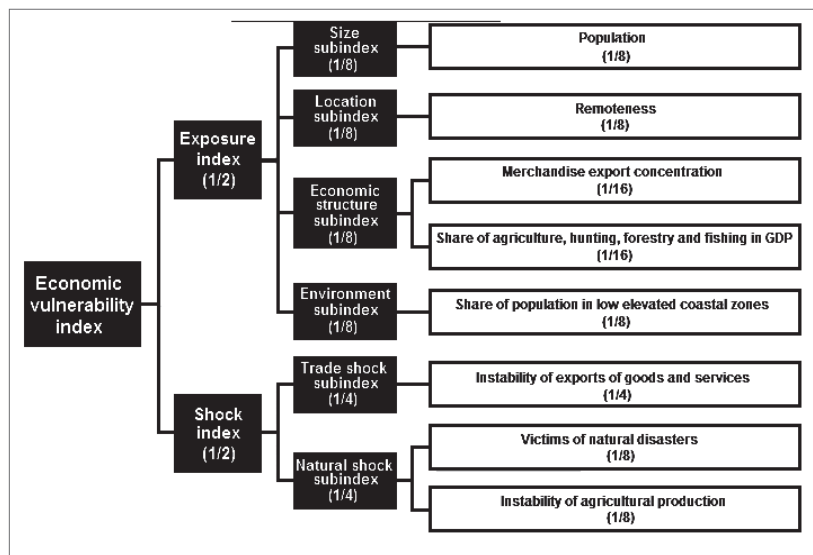 Economic
vulnerability
index
Exposure
index
(1/2)
Size
subindex
(1/8)
Population
(1/8)
Location
subindex
(1/8)
Remoteness
(1/8)
Economic
structure
subindex
(1/8)
Merchandise export concentration
(1/16)
Share of agriculture, hunting, forestry and fishing in GDP
(1/16)
Environment
subindex
(1/8)
Share of population in low elevated coastal zones
(1/8)
Shock
index
(1/2)
Trade shock
subindex
(1/4)
Instability of exports of goods and services
(1/4)
Natural shock
subindex
(1/4)
Victims of natural disasters
(1/8)
Instability of agricultural production
(1/8)